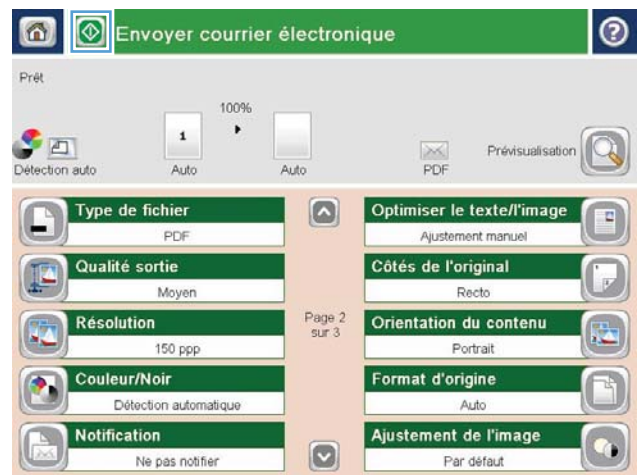 Envoyer courrier électronique
Prêt
100%
1
Détection auto
Auto
Auto
PDF
Prévisualisation
Type de fichier
PDF
Optimiser le texte/l'image
Ajustement manuel
Qualité sortie
Moyen
Côtés de l'original
Recto
Résolution
150 ppp
Page 2
sur 3
Orientation du contenu
Portrait
Couleur/Noir
Détection automatique
Format d'origine
Auto
Notification
Ne pas notifier
Ajustement de l'image
Par défaut